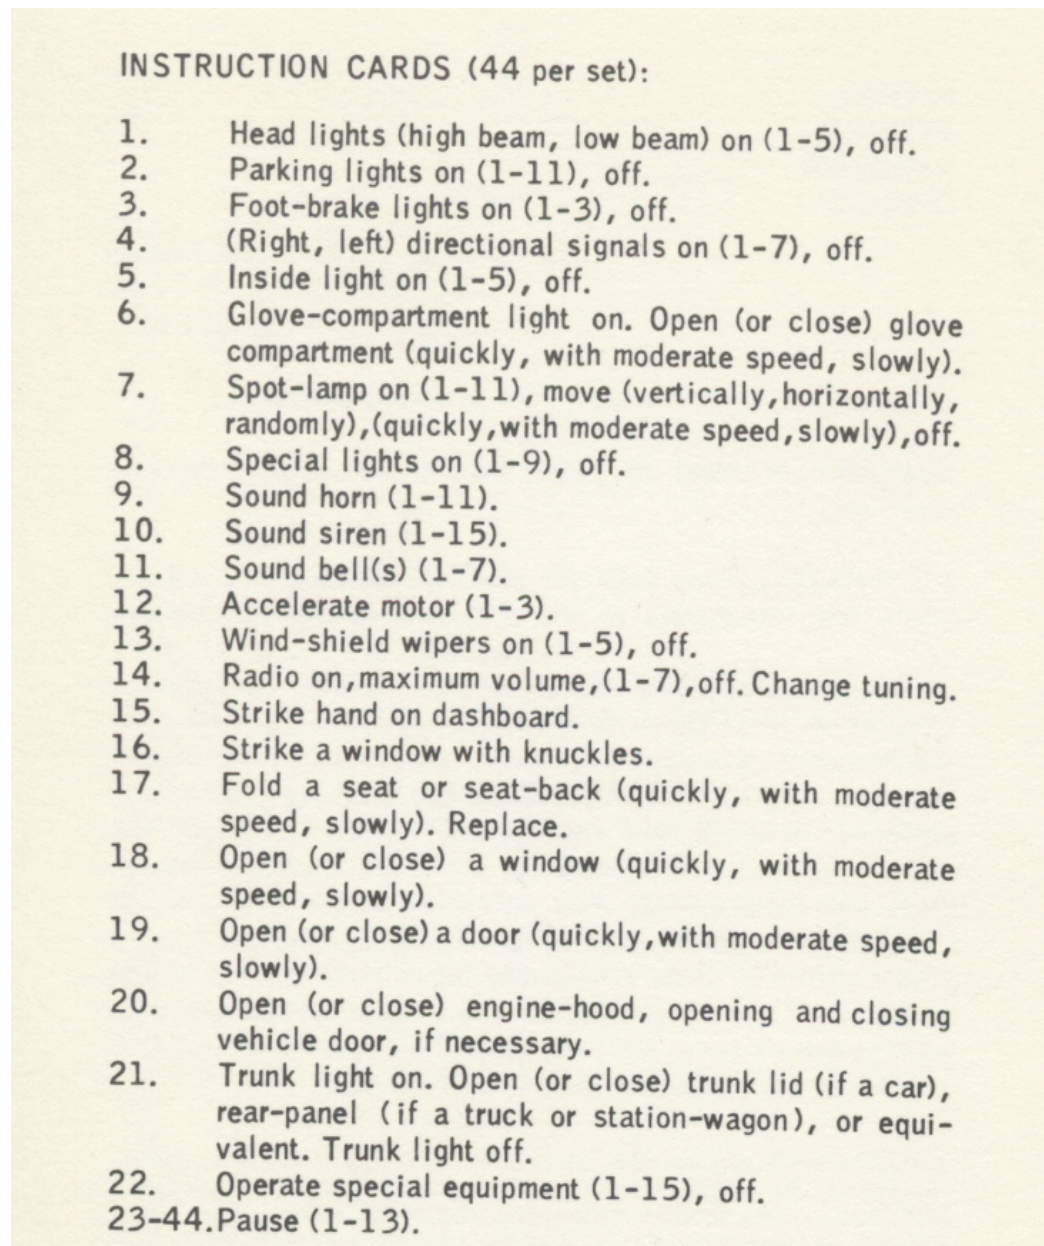 INSTRUCTION CARDS (44 per set):
1. Head lights (high beam, low beam) on (1-5), off.
2. Parking lights on (1-11), off.
3. Foot-brake lights on (1-3), off.
4. (Right, left) directional signals on (1-7), off.
5. Inside light on (1-5), off.
6. Glove-compartment light on. Open (or close) glove
compartment (quickly, with moderate speed, slowly).
7. Spot-lamp on (1-11), move (vertically, horizontally,
randomly), (quickly, with moderate speed, slowly), off.
8. Special lights on (1-9), off.
9. Sound horn (1-11).
10. Sound siren (1-15).
11. Sound bell(s) (1-7).
12. Accelerate motor (1-3).
13. Wind-shield wipers on (1-5), off.
14. Radio on, maximum volume, (1-7), off. Change tuning.
15. Strike hand on dashboard.
16. Strike a window with knuckles.
17. Fold a seat or seat-back (quickly, with moderate
speed, slowly). Replace.
18. Open (or close) a window (quickly, with moderate
speed, slowly).
19. Open (or close) a door (quickly, with moderate speed,
slowly).
20. Open (or close) engine-hood, opening and closing
vehicle door, if necessary.
21. Trunk light on. Open (or close) trunk lid (if a car),
rear-panel (if a truck or station-wagon), or equi-
valent. Trunk light off.
22. Operate special equipment (1-15), off.
23-44. Pause (1-13).